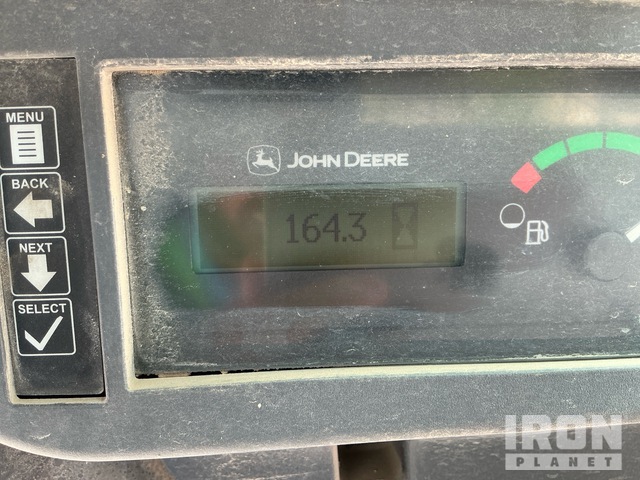 MENU
BACK
NEXT
SELECT
JOHN DEERE
164.3
IRON
PLANET